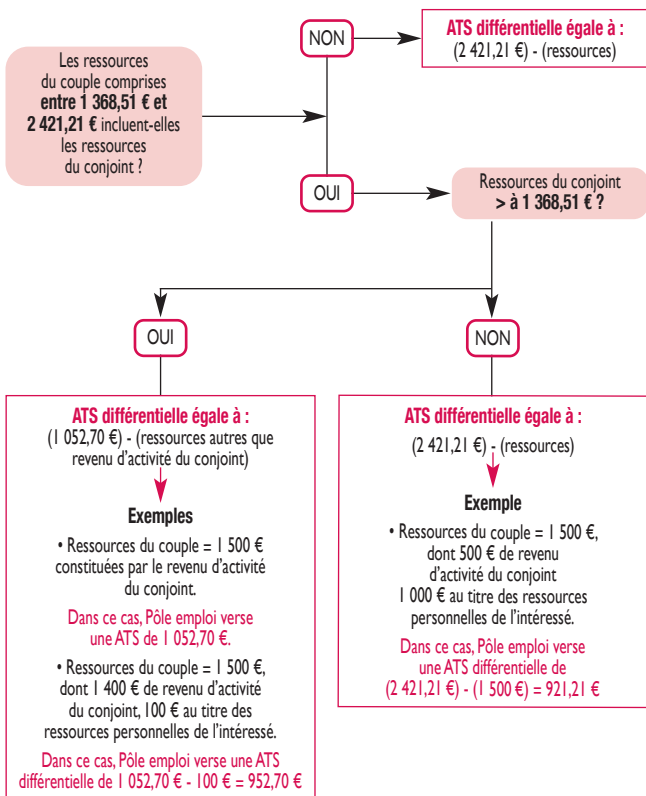 Les ressources
du couple comprises
entre 1 368,51 € et
2 421,21 € incluent-elles
les ressources
du conjoint ?
NON
ATS différentielle égale à :
(2 421,21 €) - (ressources)
OUI
Ressources du conjoint
> à 1 368,51 € ?
OUI
ATS différentielle égale à :
(1 052,70 €) - (ressources autres que
revenu d’activité du conjoint)
Exemples
• Ressources du couple = 1 500 €
constituées par le revenu d’activité
du conjoint.
Dans ce cas, Pôle emploi verse
une ATS de 1 052,70 €.
• Ressources du couple = 1 500 €,
dont 1 400 € de revenu d’activité
du conjoint, 100 € au titre des
ressources personnelles de l’intéressé.
Dans ce cas, Pôle emploi verse une ATS
différentielle de 1 052,70 € - 100 € = 952,70 €
NON
ATS différentielle égale à :
(2 421,21 €) - (ressources)
Exemple
• Ressources du couple = 1 500 €,
dont 500 € de revenu
d’activité du conjoint
1 000 € au titre des ressources
personnelles de l’intéressé.
Dans ce cas, Pôle emploi verse
une ATS différentielle de
(2 421,21 €) - (1 500 €) = 921,21 €